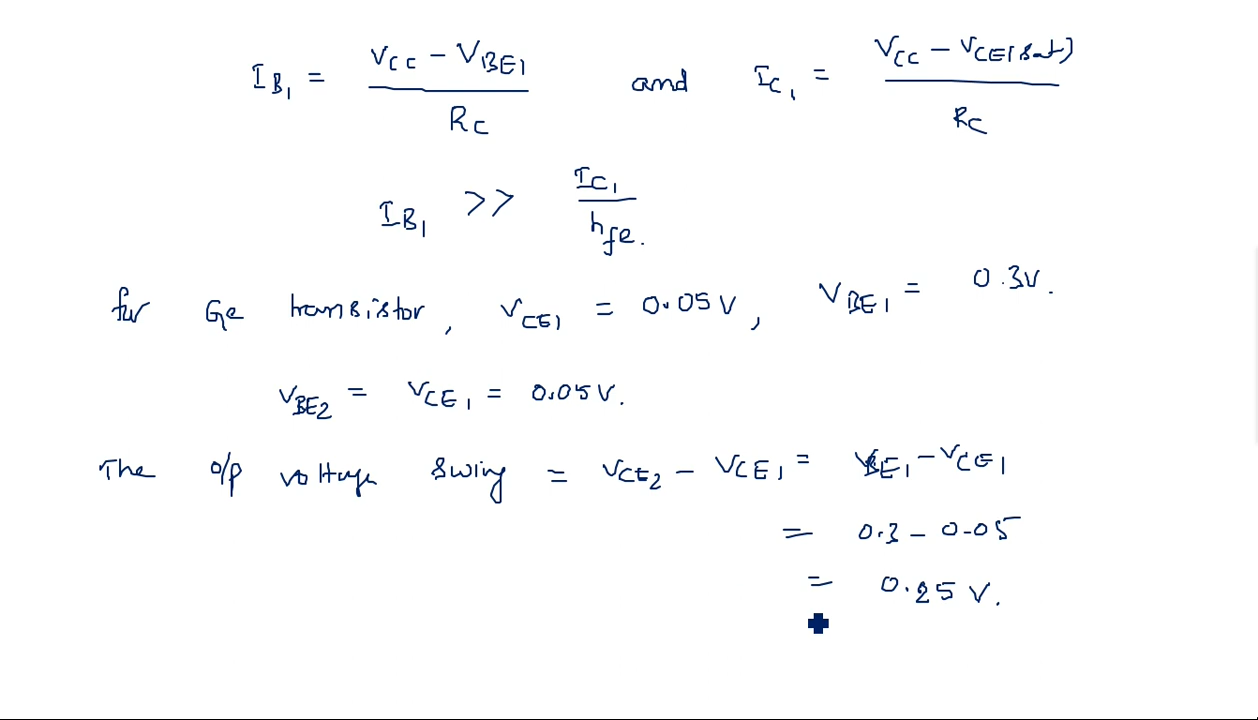 I_B1 = (V_CC - V_BE1) / R_C and I_C1 = (V_CC - V_CE(sat)) / R_C
I_B1 >> I_C1 / h_fe.
for Ge transistor, V_CE1 = 0.05V, V_BE1 = 0.3V.
V_BE2 = V_CE1 = 0.05V.
The o/p voltage swing = V_CE2 - V_CE1 = V_BE1 - V_CE1
= 0.3 - 0.05
= 0.25 V.